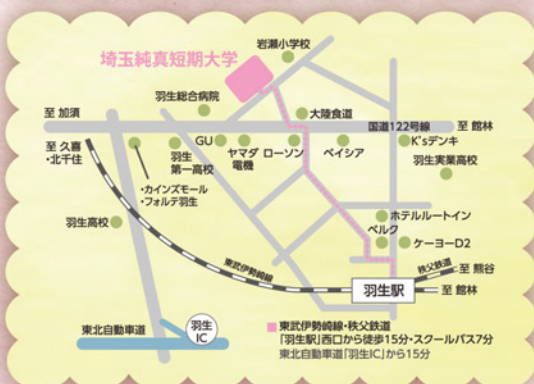 岩瀬小学校
埼玉純真短期大学
羽生総合病院
大陸食道
至 加須
国道122号線
至 館林
至 久喜
・北千住
GU
羽生
第一高校
ヤマダ
電機
ローソン
ベイシア
K'sデンキ
羽生実業高校
・カインズモール
・フォルテ羽生
羽生高校
ホテルルートイン
ベルク
ケーヨーD2
東武伊勢崎線
秩父鉄道
至 熊谷
羽生駅
至 館林
羽生
IC
東北自動車道
東武伊勢崎線・秩父鉄道
「羽生駅」西口から徒歩15分・スクールバス7分
東北自動車道「羽生IC」から15分